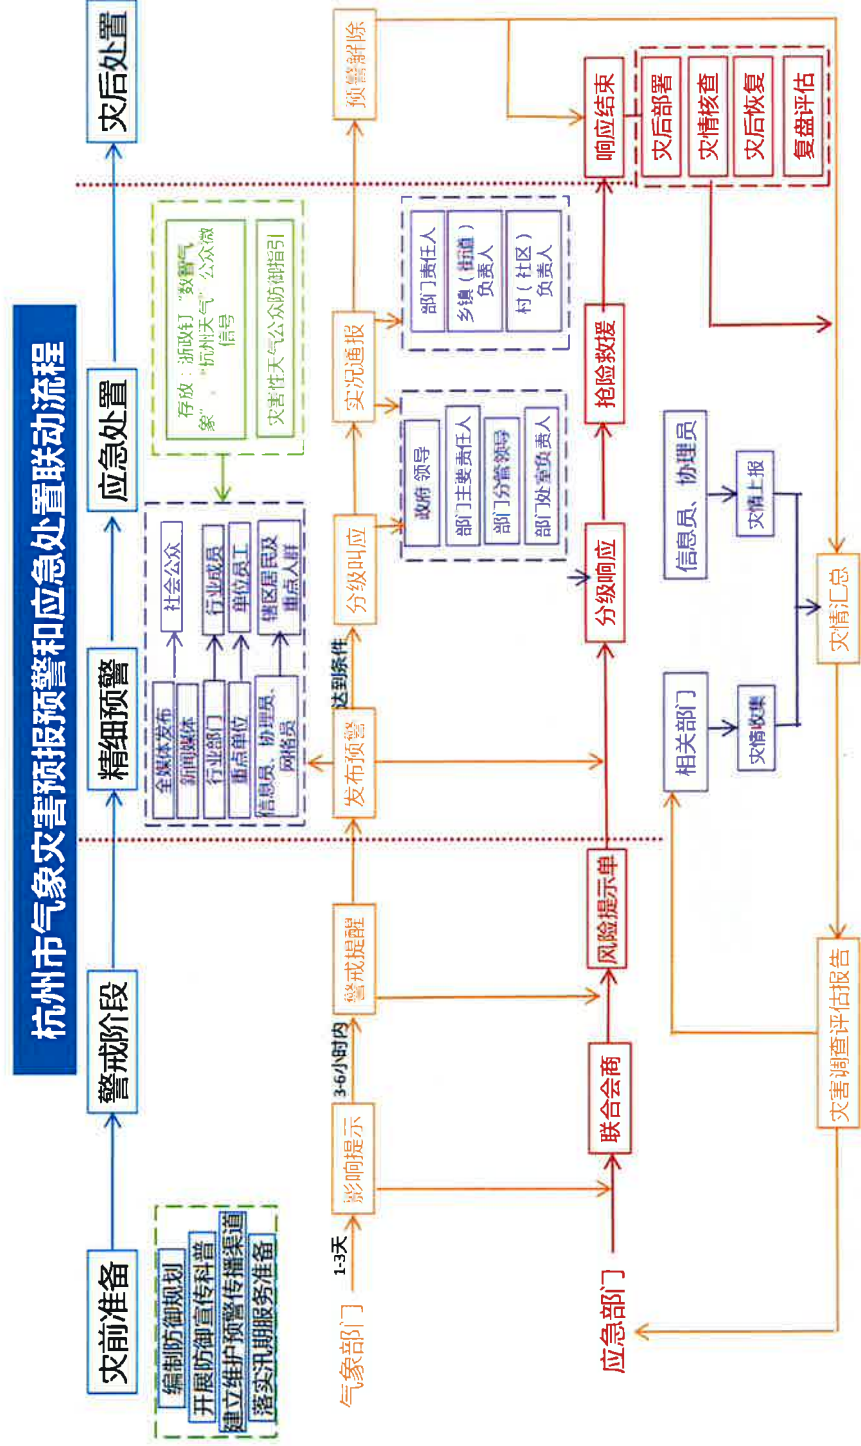 杭州市气象灾害预报预警和应急处置联动流程
灾前准备
警戒阶段
精细预警
应急处置
灾后处置
编制防御规划
开展防御宣传科普
建立维护预警传播渠道
落实汛期服务准备
全媒体发布
新闻媒体
社会公众
行业部门
行业成员
重点单位
单位员工
信息员、协理员、
网格员
辖区居民及
重点人群
存放：浙政钉“数智气
象”。“杭州天气”公众微
信号
灾害性天气公众防御指引
气象部门
1-3天
影响提示
3-6小时内
警戒提醒
发布预警
达到条件
分级叫应
实况通报
预警解除
政府 领导
部门主要责任人
部门分管领导
部门处室负责人
部门责任人
乡镇（街道）
负责人
村（社区）
负责人
应急部门
联合会商
风险提示单
分级响应
抢险救援
响应结束
灾后部署
灾情核查
灾后恢复
复盘评估
相关部门
灾情收集
信息员、协理员
灾情上报
灾害调查评估报告
灾情汇总